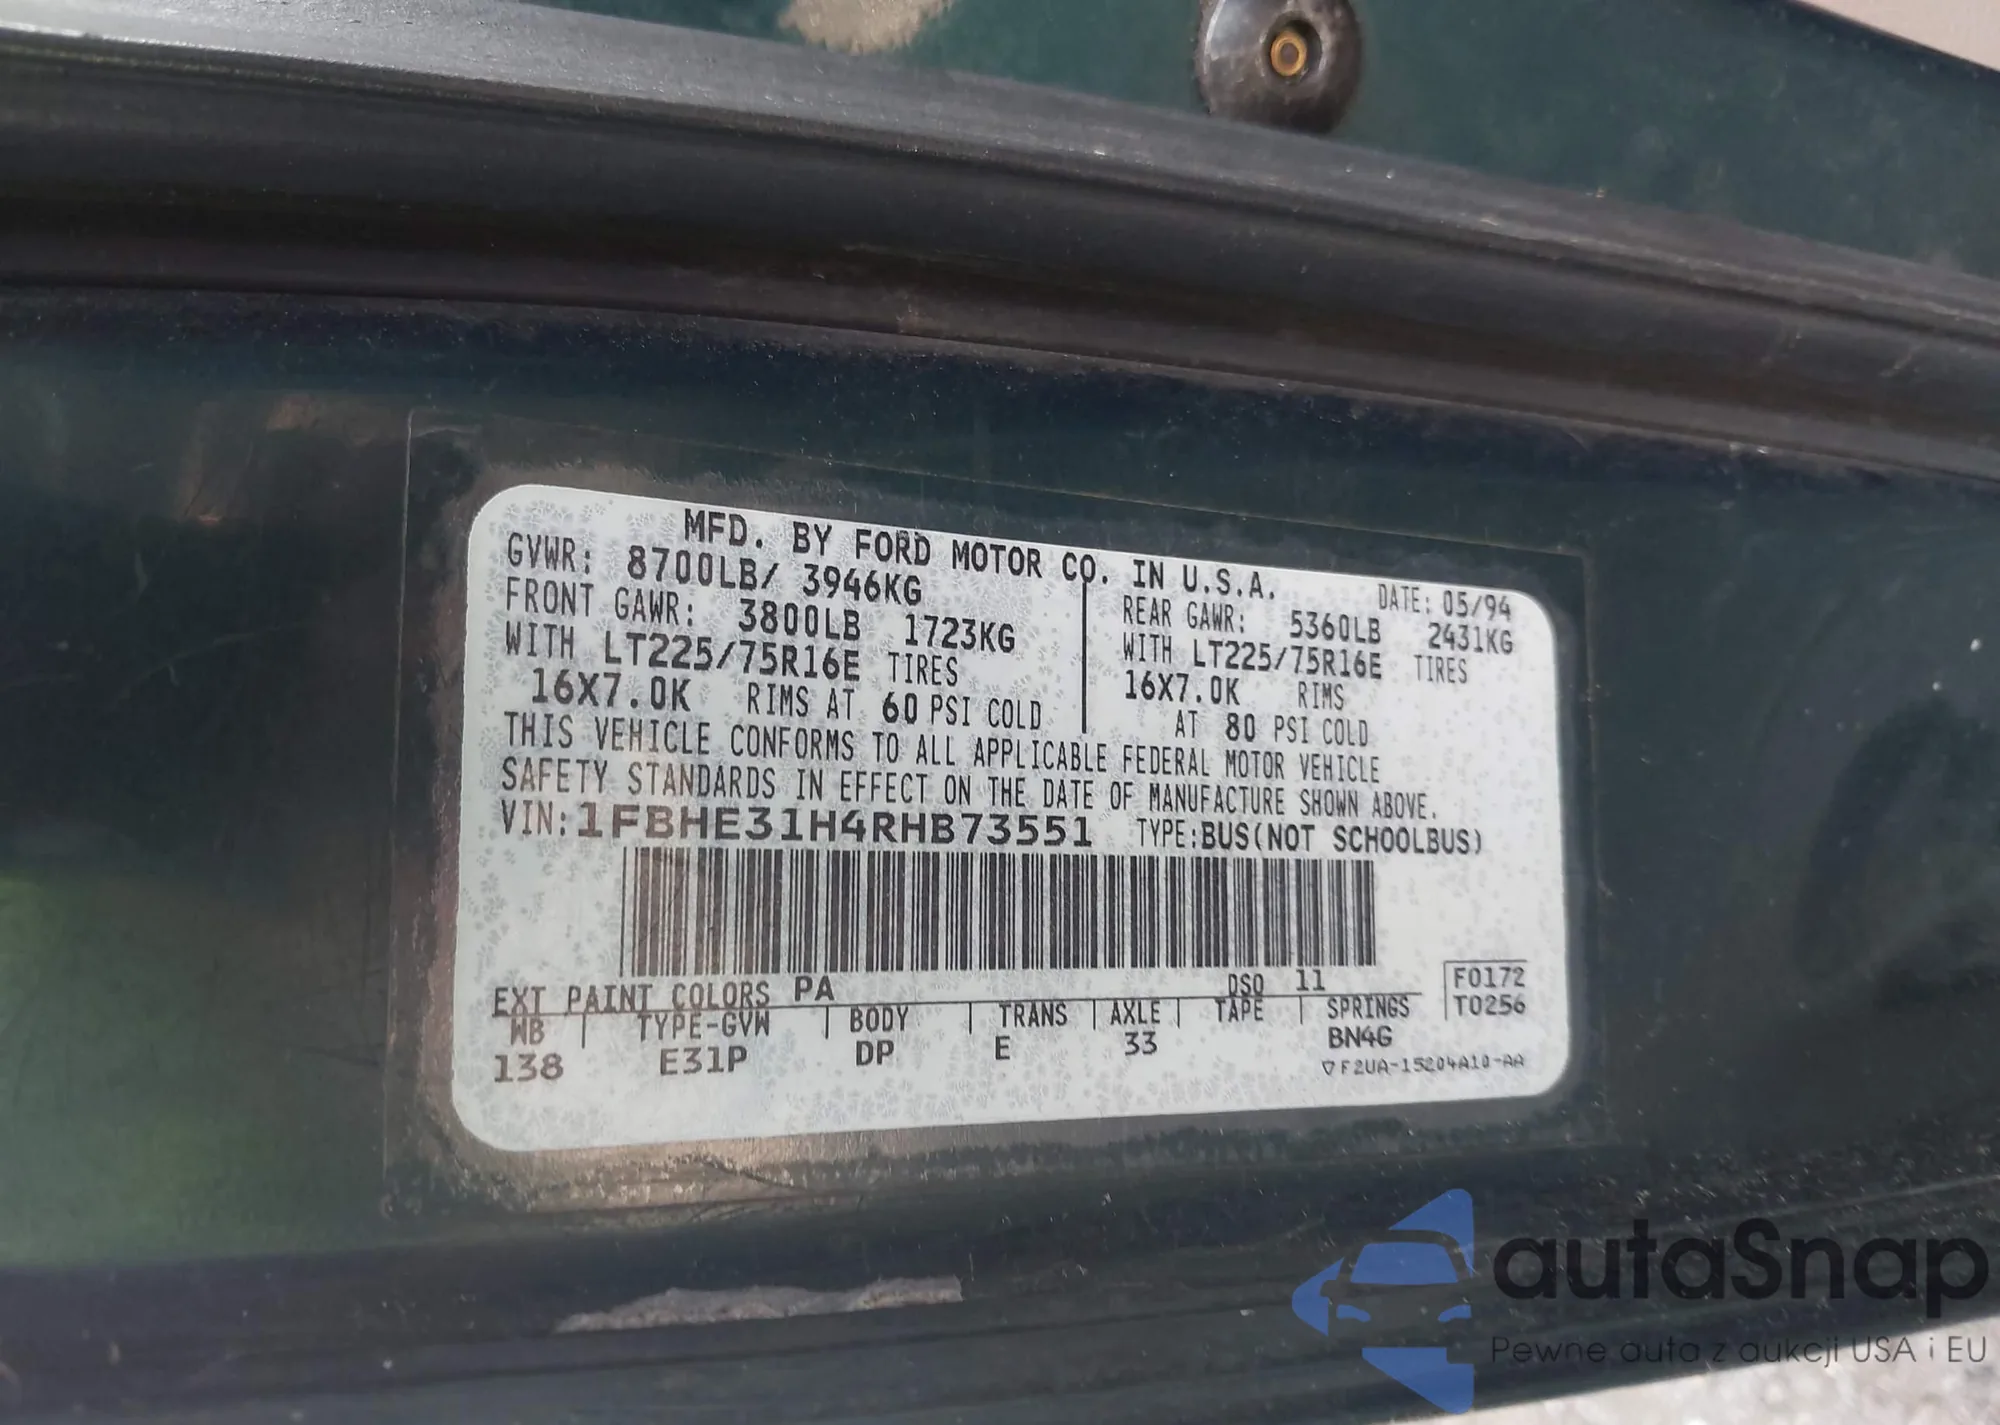 MFD. BY FORD MOTOR CO. IN U.S.A.
DATE: 05/94
GVWR: 8700LB/ 3946KG
FRONT GAWR: 3800LB 1723KG
WITH LT225/75R16E TIRES
16X7.0K RIMS AT 60 PSI COLD
REAR GAWR: 5360LB 2431KG
WITH LT225/75R16E TIRES
16X7.0K RIMS
AT 80 PSI COLD
THIS VEHICLE CONFORMS TO ALL APPLICABLE FEDERAL MOTOR VEHICLE
SAFETY STANDARDS IN EFFECT ON THE DATE OF MANUFACTURE SHOWN ABOVE.
VIN: 1FBHE31H4RHB73551 TYPE: BUS(NOT SCHOOLBUS)
EXT PAINT COLORS PA DSO 11
F0172
T0256
WB TYPE-GVW BODY TRANS AXLE TAPE SPRINGS
138 E31P DP E 33 BN4G
F2UA-15204A10-AA
autaSnap
Pewne auta z aukcji USA i EU